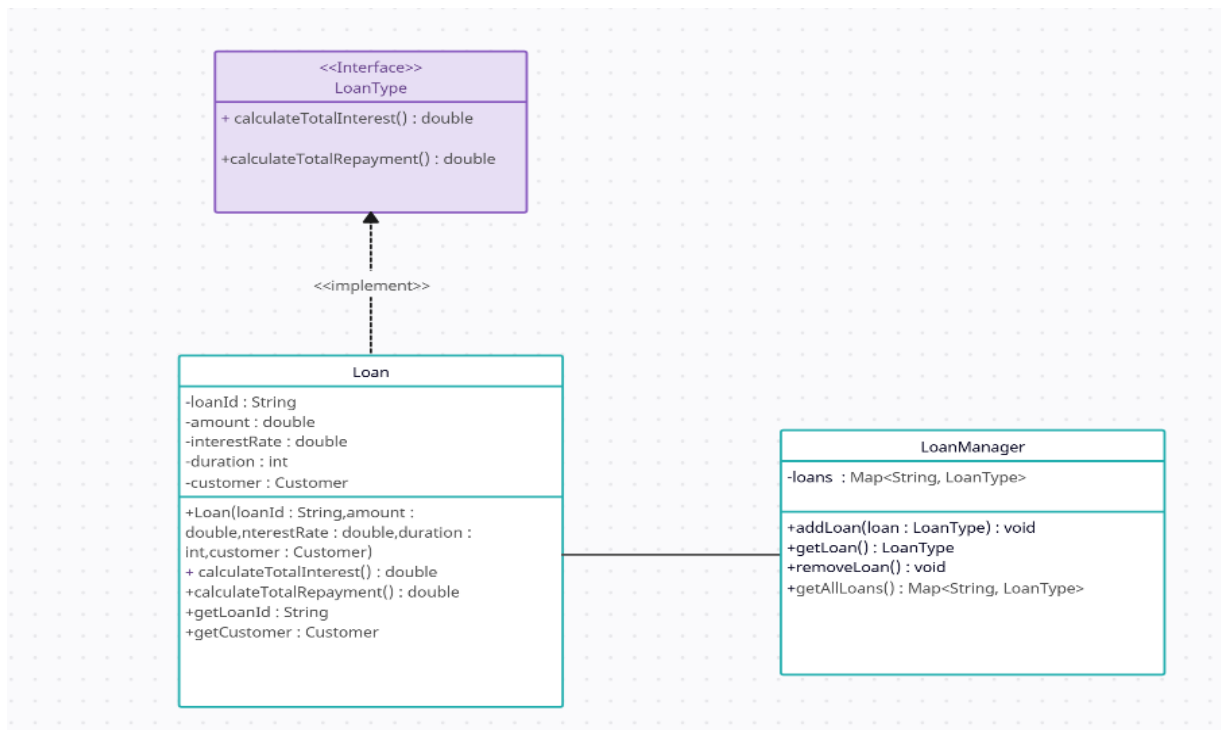 <<Interface>>
LoanType
+ calculateTotalInterest() : double
+calculateTotalRepayment() : double
<<implement>>
Loan
-loanId : String
-amount : double
-interestRate : double
-duration : int
-customer : Customer
+Loan(loanId : String,amount :
double,nterestRate : double,duration :
int,customer : Customer)
+ calculateTotalInterest() : double
+calculateTotalRepayment() : double
+getLoanId : String
+getCustomer : Customer
LoanManager
-loans : Map<String, LoanType>
+addLoan(loan : LoanType) : void
+getLoan() : LoanType
+removeLoan() : void
+getAllLoans() : Map<String, LoanType>